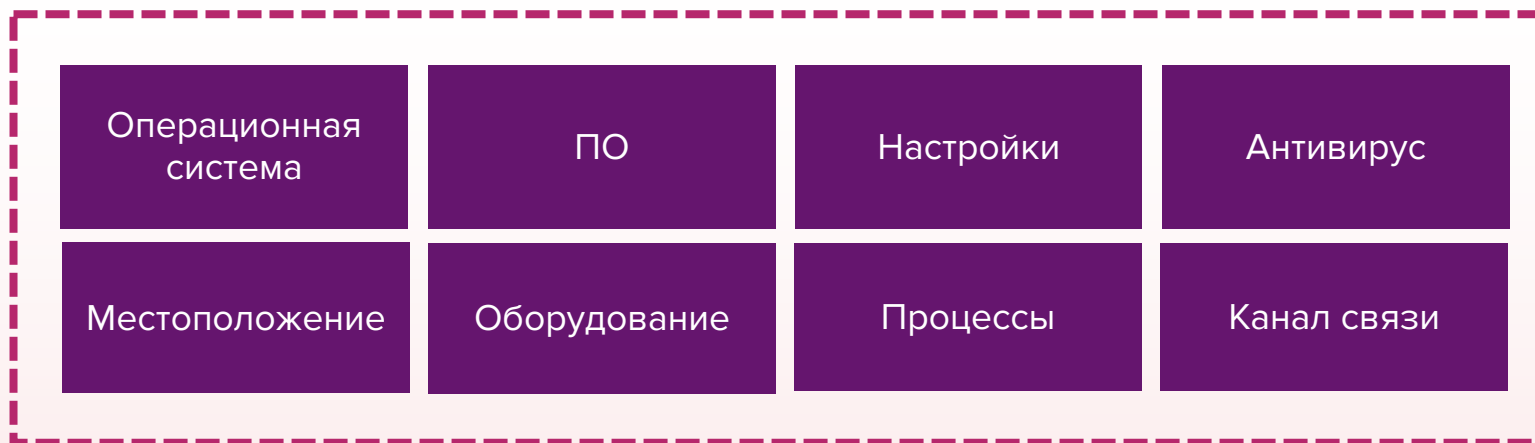 Операционная
система
ПО
Настройки
Антивирус
Местоположение
Оборудование
Процессы
Канал связи